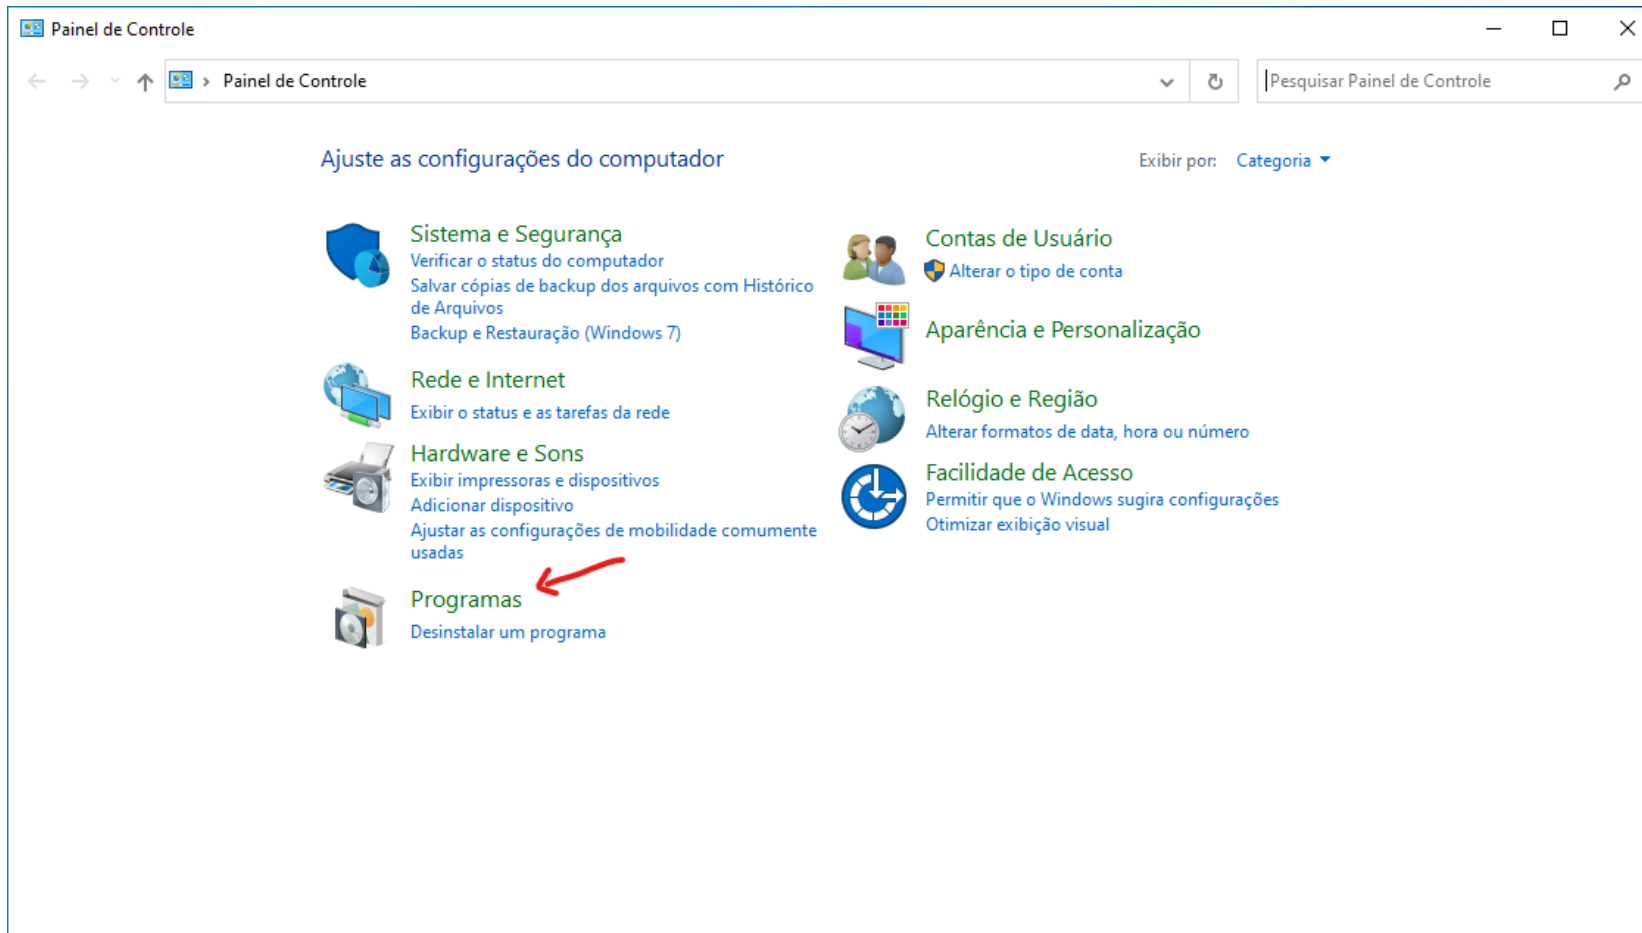 Painel de Controle
Painel de Controle
Pesquisar Painel de Controle
Ajuste as configurações do computador
Exibir por: Categoria
Sistema e Segurança
Verificar o status do computador
Salvar cópias de backup dos arquivos com Histórico
de Arquivos
Backup e Restauração (Windows 7)
Rede e Internet
Exibir o status e as tarefas da rede
Hardware e Sons
Exibir impressoras e dispositivos
Adicionar dispositivo
Ajustar as configurações de mobilidade comumente
usadas
Programas
Desinstalar um programa
Contas de Usuário
Alterar o tipo de conta
Aparência e Personalização
Relógio e Região
Alterar formatos de data, hora ou número
Facilidade de Acesso
Permitir que o Windows sugira configurações
Otimizar exibição visual